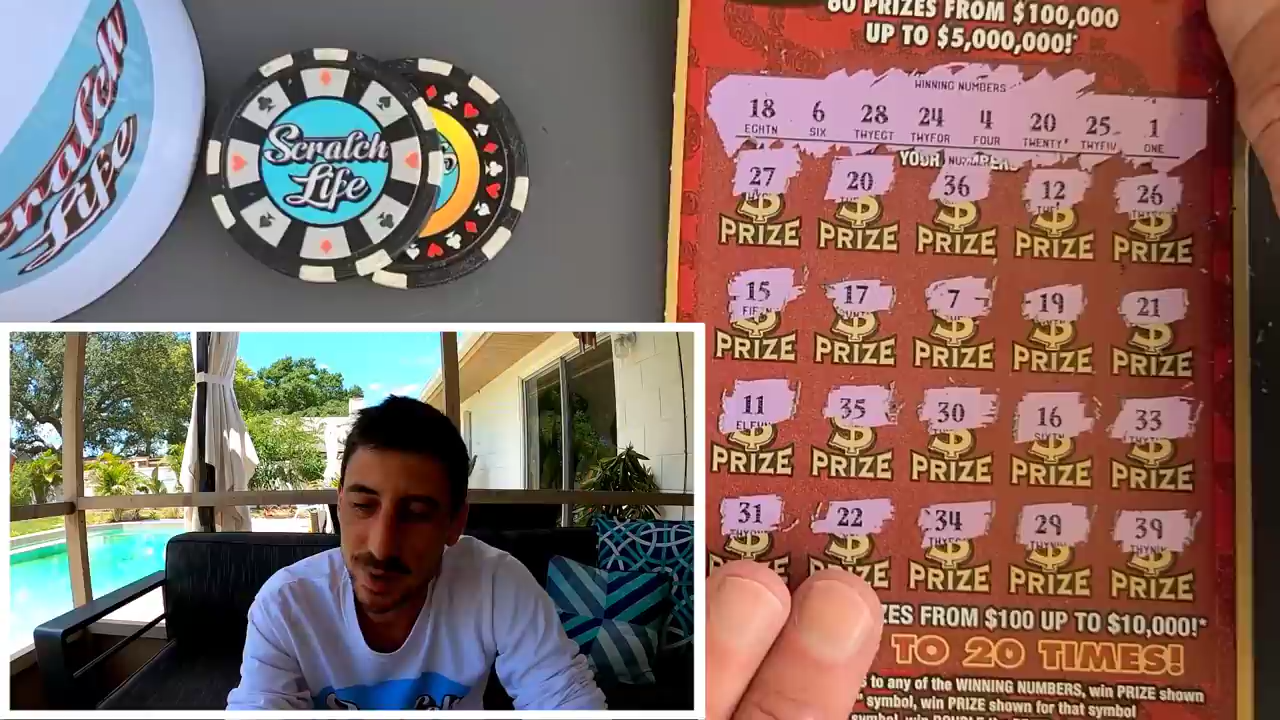 60 PRIZES FROM $100,000
UP TO $5,000,000!*
WINNING NUMBERS
18 6 28 24 4 20 25 1
EGHTN SIX THYEGT THYFOR FOUR TWENTY THYFIV ONE
YOUR NUMBERS
27 20 36 12 26
$ $ $ $ $
PRIZE PRIZE PRIZE PRIZE PRIZE
15 17 7 19 21
$ $ $ $ $
PRIZE PRIZE PRIZE PRIZE PRIZE
11 35 30 16 33
$ $ $ $ $
PRIZE PRIZE PRIZE PRIZE PRIZE
31 22 34 29 39
$ $ $ $ $
PRIZE PRIZE PRIZE PRIZE PRIZE
FROM $100 UP TO $10,000!*
TO 20 TIMES!
to any of the WINNING NUMBERS, win PRIZE shown
symbol, win PRIZE shown for that symbol
symbol, win DOUBLE
Scratch
Life
Scratch
Life